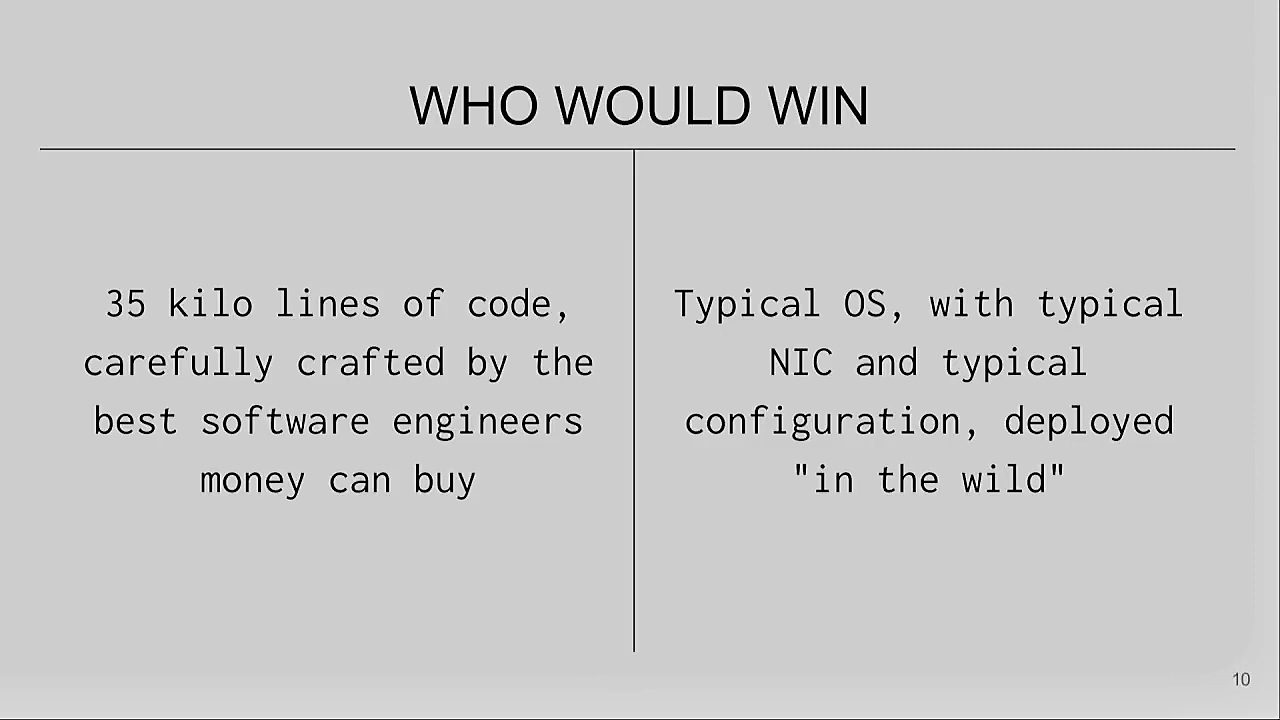 WHO WOULD WIN
35 kilo lines of code,
carefully crafted by the
best software engineers
money can buy
Typical OS, with typical
NIC and typical
configuration, deployed
"in the wild"
10